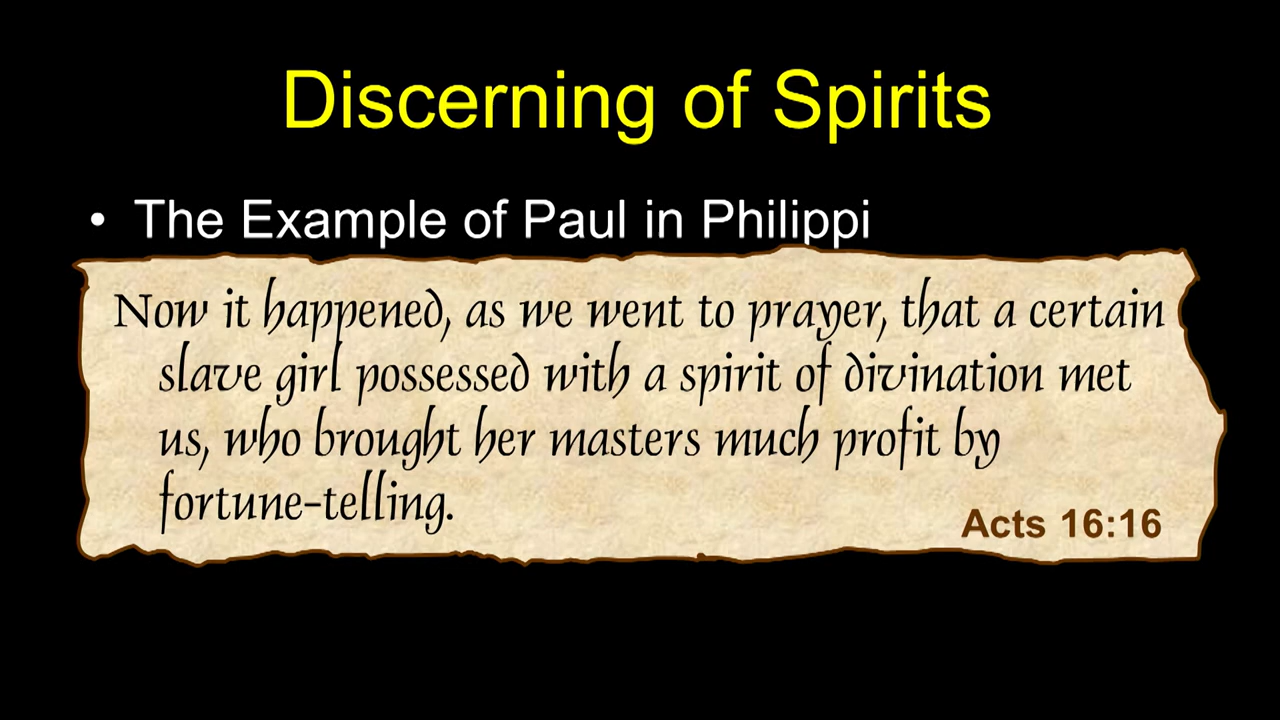 Discerning of Spirits
• The Example of Paul in Philippi
Now it happened, as we went to prayer, that a certain
slave girl possessed with a spirit of divination met
us, who brought her masters much profit by
fortune-telling.
Acts 16:16